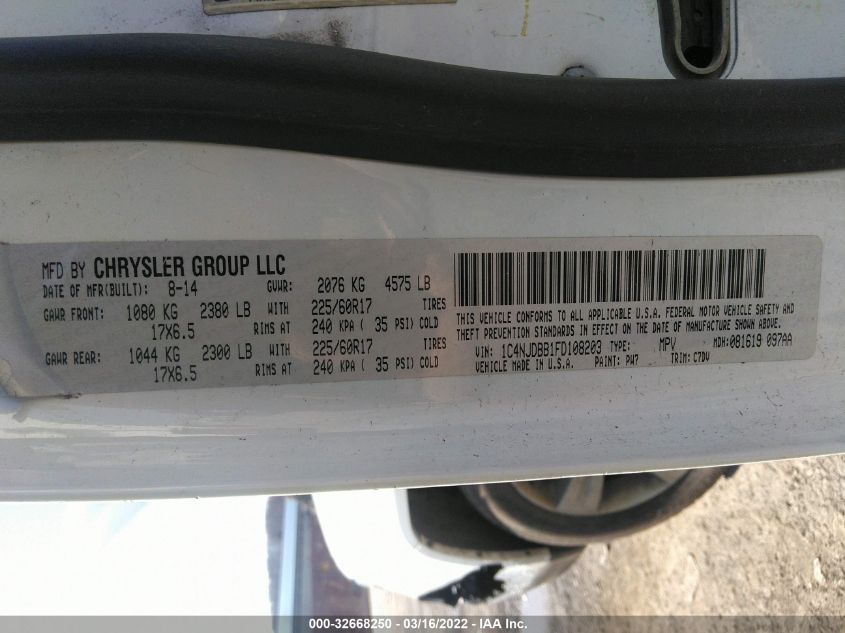 MFD BY CHRYSLER GROUP LLC
DATE OF MFR(BUILT): 8-14 GVWR: 2076 KG 4575 LB
GAWR FRONT: 1080 KG 2380 LB WITH 225/60R17 TIRES
17X6.5 RIMS AT 240 KPA ( 35 PSI) COLD
GAWR REAR: 1044 KG 2300 LB WITH 225/60R17 TIRES
17X6.5 RIMS AT 240 KPA ( 35 PSI) COLD
THIS VEHICLE CONFORMS TO ALL APPLICABLE U.S.A. FEDERAL MOTOR VEHICLE SAFETY AND
THEFT PREVENTION STANDARDS IN EFFECT ON THE DATE OF MANUFACTURE SHOWN ABOVE.
VIN: 1C4NJDBB1FD108203 TYPE: MPV MDH: 081619 097AA
VEHICLE MADE IN U.S.A. PAINT: PW7 TRIM: C7DV
000-32668250 - 03/16/2022 - IAA Inc.